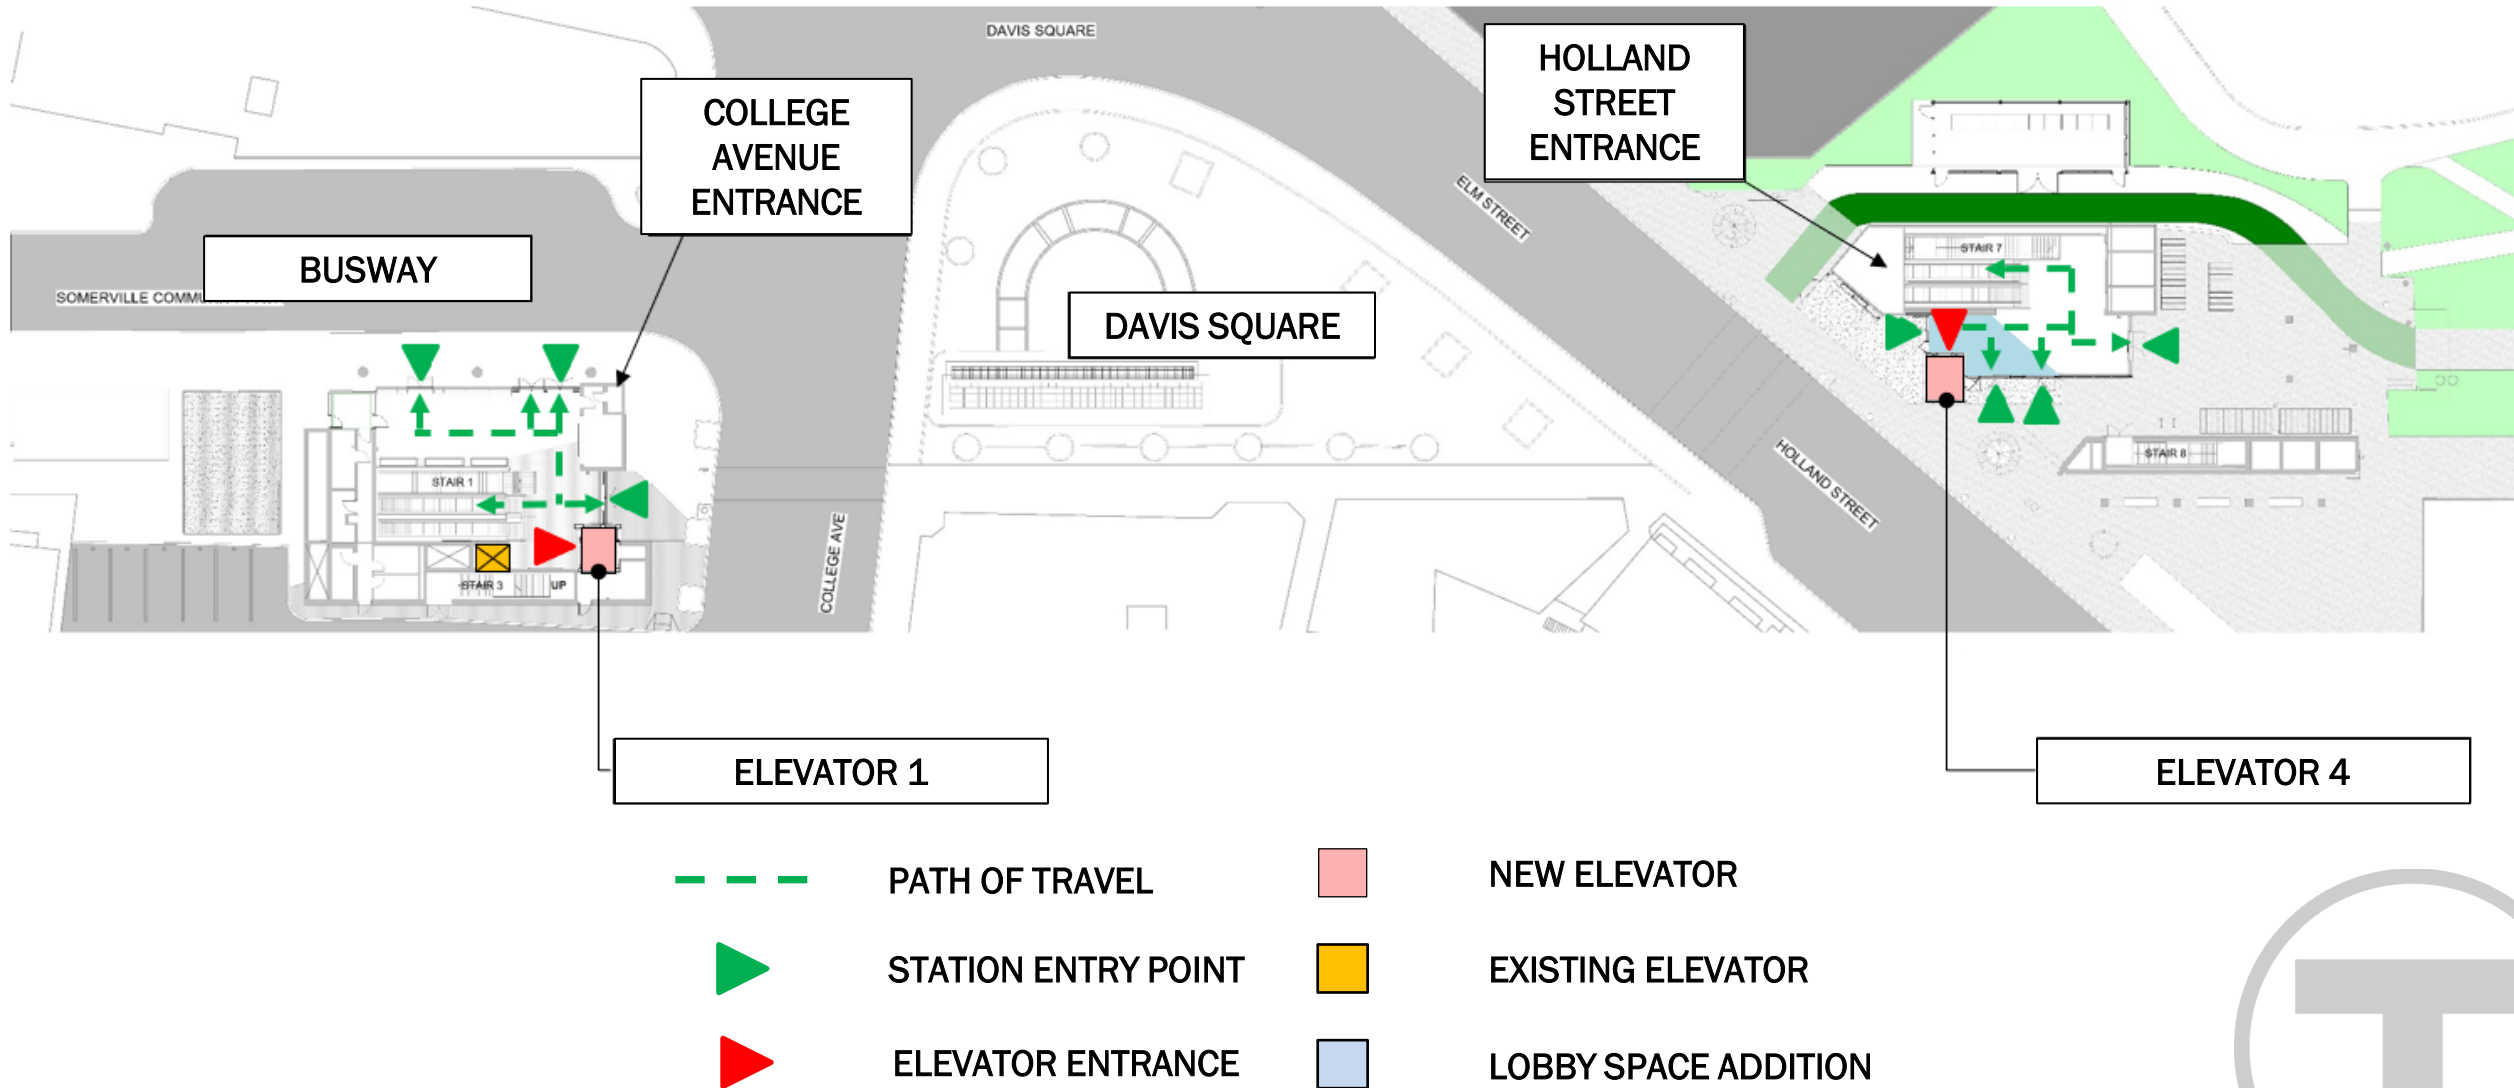 DAVIS SQUARE
HOLLAND
STREET
ENTRANCE
COLLEGE
AVENUE
ENTRANCE
ELM STREET
BUSWAY
SOMERVILLE COMMU
STAIR 7
DAVIS SQUARE
STAIR 1
HOLLAND STREET
STAIR 8
COLLEGE AVE
STAIR 3
UP
ELEVATOR 1
ELEVATOR 4
PATH OF TRAVEL
NEW ELEVATOR
STATION ENTRY POINT
EXISTING ELEVATOR
ELEVATOR ENTRANCE
LOBBY SPACE ADDITION
T